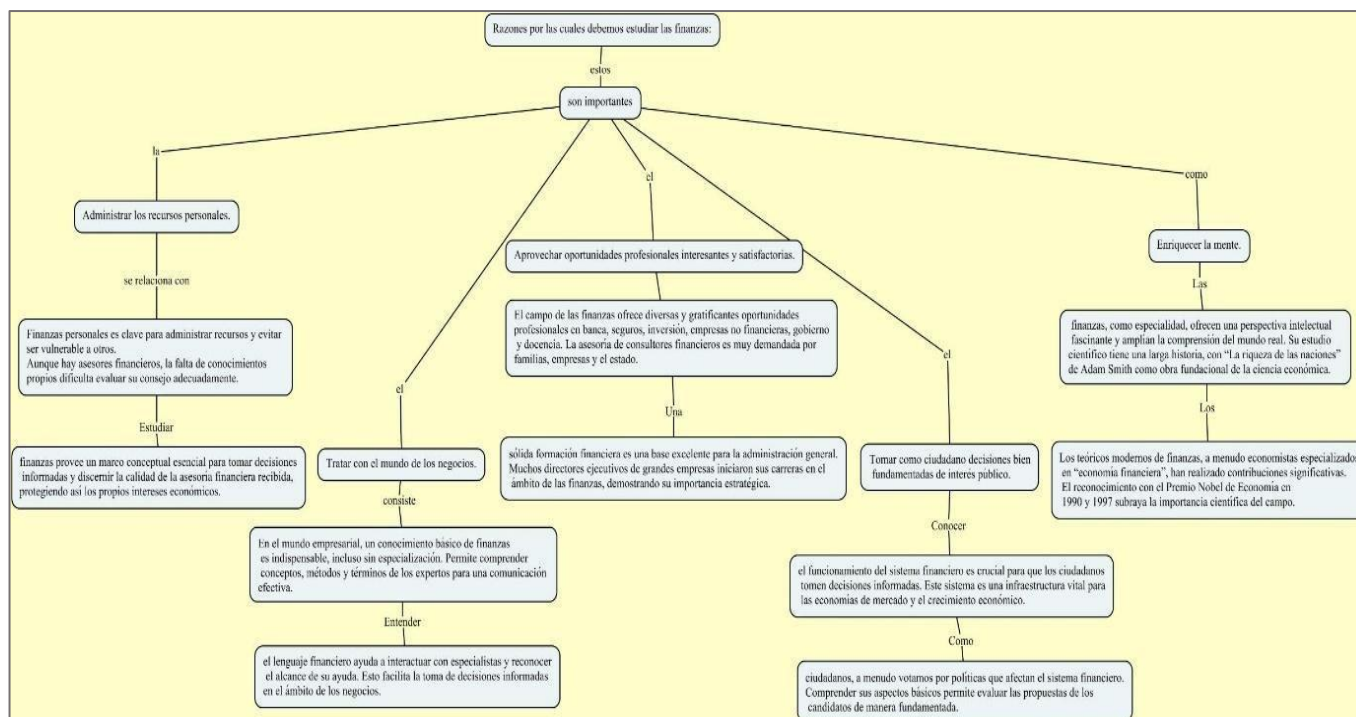 Razones por las cuales debemos estudiar las finanzas:
estos
son importantes
la
Administrar los recursos personales.
se relaciona con
Finanzas personales es clave para administrar recursos y evitar
ser vulnerable a otros.
Aunque hay asesores financieros, la falta de conocimientos
propios dificulta evaluar su consejo adecuadamente.
Estudiar
finanzas provee un marco conceptual esencial para tomar decisiones
informadas y discernir la calidad de la asesoría financiera recibida,
protegiendo así los propios intereses económicos.
el
Tratar con el mundo de los negocios.
consiste
En el mundo empresarial, un conocimiento básico de finanzas
es indispensable, incluso sin especialización. Permite comprender
conceptos, métodos y términos de los expertos para una comunicación
efectiva.
Entender
el lenguaje financiero ayuda a interactuar con especialistas y reconocer
el alcance de su ayuda. Esto facilita la toma de decisiones informadas
en el ámbito de los negocios.
el
Aprovechar oportunidades profesionales interesantes y satisfactorias.
El campo de las finanzas ofrece diversas y gratificantes oportunidades
profesionales en banca, seguros, inversión, empresas no financieras, gobierno
y docencia. La asesoría de consultores financieros es muy demandada por
familias, empresas y el estado.
Una
sólida formación financiera es una base excelente para la administración general.
Muchos directores ejecutivos de grandes empresas iniciaron sus carreras en el
ámbito de las finanzas, demostrando su importancia estratégica.
el
Tomar como ciudadano decisiones bien
fundamentadas de interés público.
Conocer
el funcionamiento del sistema financiero es crucial para que los ciudadanos
tomen decisiones informadas. Este sistema es una infraestructura vital para
las economías de mercado y el crecimiento económico.
Como
ciudadanos, a menudo votamos por políticas que afectan el sistema financiero.
Comprender sus aspectos básicos permite evaluar las propuestas de los
candidatos de manera fundamentada.
como
Enriquecer la mente.
Las
finanzas, como especialidad, ofrecen una perspectiva intelectual
fascinante y amplían la comprensión del mundo real. Su estudio
científico tiene una larga historia, con "La riqueza de las naciones"
de Adam Smith como obra fundacional de la ciencia económica.
Los
Los teóricos modernos de finanzas, a menudo economistas especializados
en "economía financiera", han realizado contribuciones significativas.
El reconocimiento con el Premio Nobel de Economía en
1990 y 1997 subraya la importancia científica del campo.